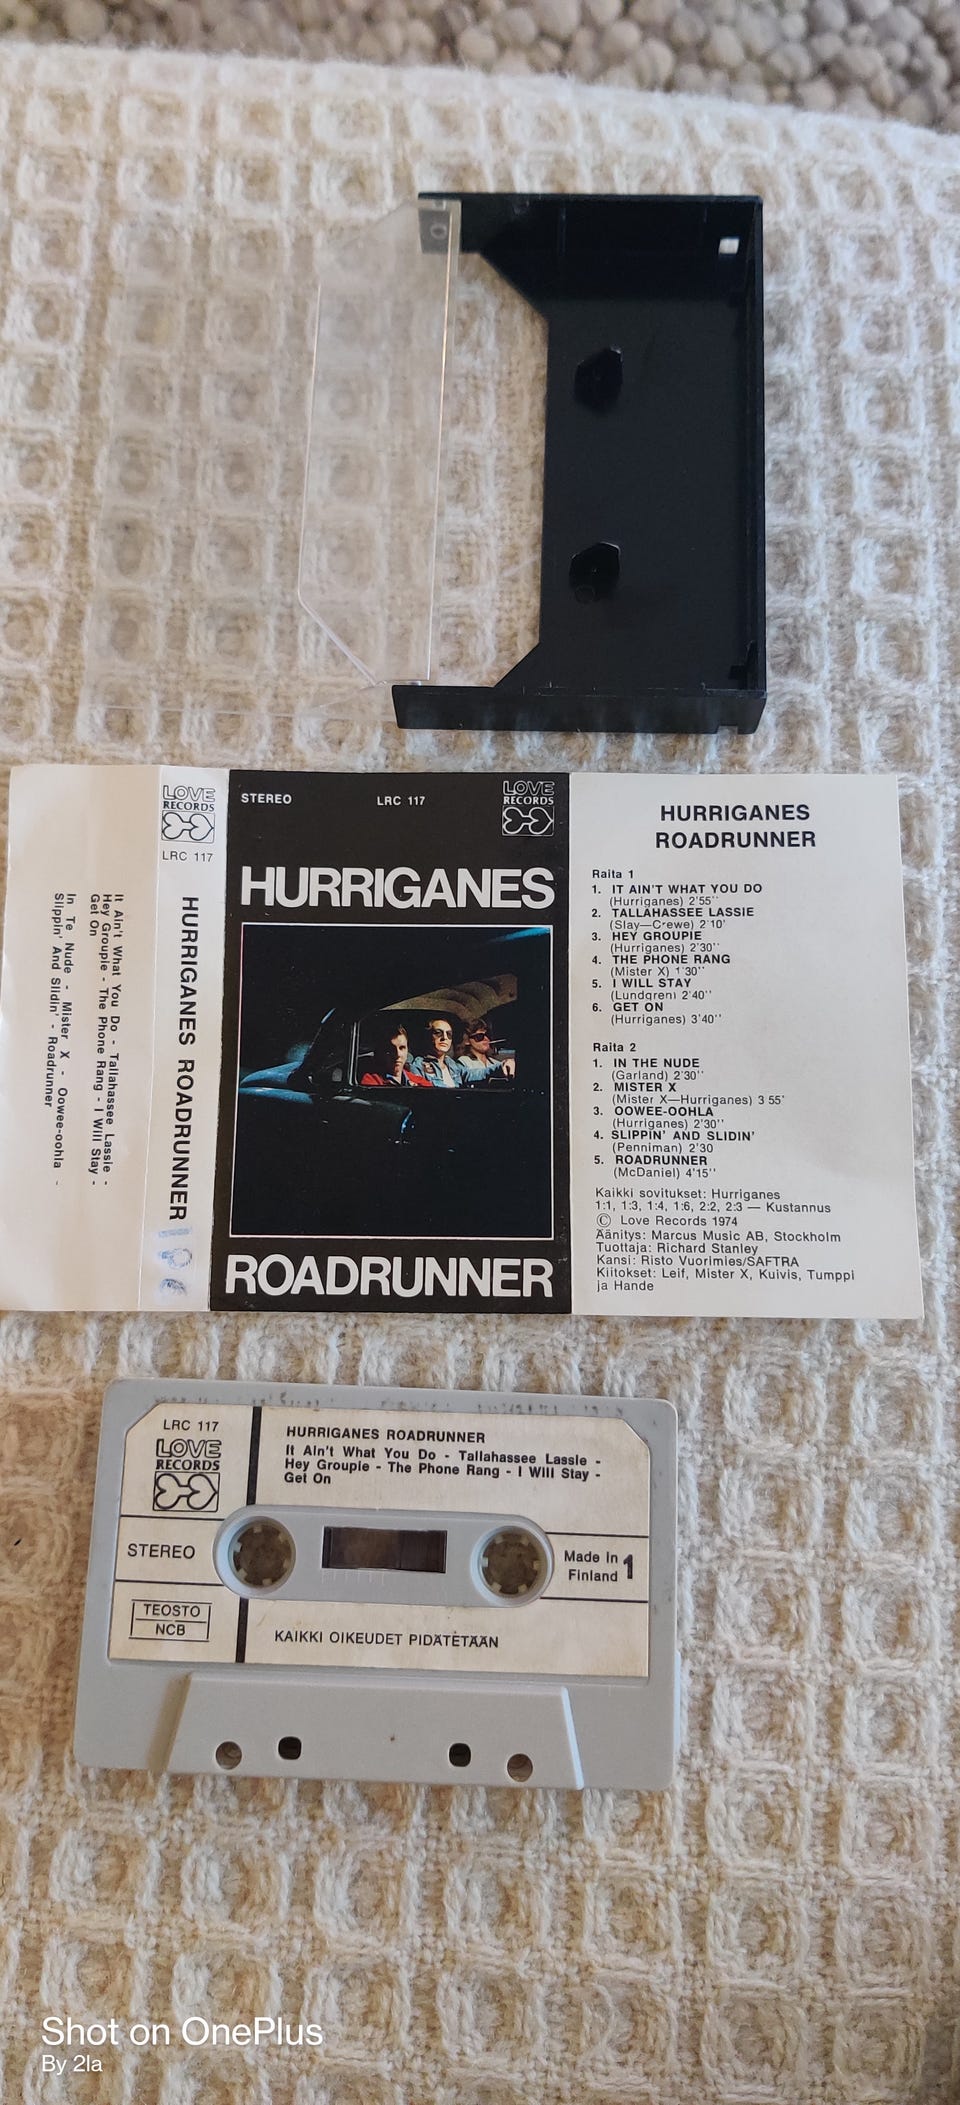 LOVE
RECORDS
LRC 117
HURRIGANES ROADRUNNER
It Ain't What You Do - Tallahassee Lassie -
Hey Groupie - The Phone Rang - I Will Stay -
Get On
In Te Nude - Mister X - Oowee-oohla -
Slippin' And Slidin' - Roadrunner
STEREO
LRC 117
LOVE
RECORDS
HURRIGANES
ROADRUNNER
HURRIGANES
ROADRUNNER
Raita 1
1. IT AIN'T WHAT YOU DO
(Hurriganes) 2'55''
2. TALLAHASSEE LASSIE
(Slay—Crewe) 2'10'
3. HEY GROUPIE
(Hurriganes) 2'30''
4. THE PHONE RANG
(Mister X) 1'30''
5. I WILL STAY
(Lundgren) 2'40''
6. GET ON
(Hurriganes) 3'40''
Raita 2
1. IN THE NUDE
(Garland) 2'30''
2. MISTER X
(Mister X—Hurriganes) 3 55'
3. OOWEE-OOHLA
(Hurriganes) 2'30''
4. SLIPPIN' AND SLIDIN'
(Penniman) 2'30
5. ROADRUNNER
(McDaniel) 4'15''
Kaikki sovitukset: Hurriganes
1:1, 1:3, 1:4, 1:6, 2:2, 2:3 — Kustannus
© Love Records 1974
Äänitys: Marcus Music AB, Stockholm
Tuottaja: Richard Stanley
Kansi: Risto Vuorimies/SAFTRA
Kiitokset: Leif, Mister X, Kuivis, Tumppi
ja Hande
LRC 117
LOVE
RECORDS
STEREO
TEOSTO
NCB
HURRIGANES ROADRUNNER
It Ain't What You Do - Tallahassee Lassie -
Hey Groupie - The Phone Rang - I Will Stay -
Get On
Made in
Finland 1
KAIKKI OIKEUDET PIDÄTETÄÄN
Shot on OnePlus
By 2la